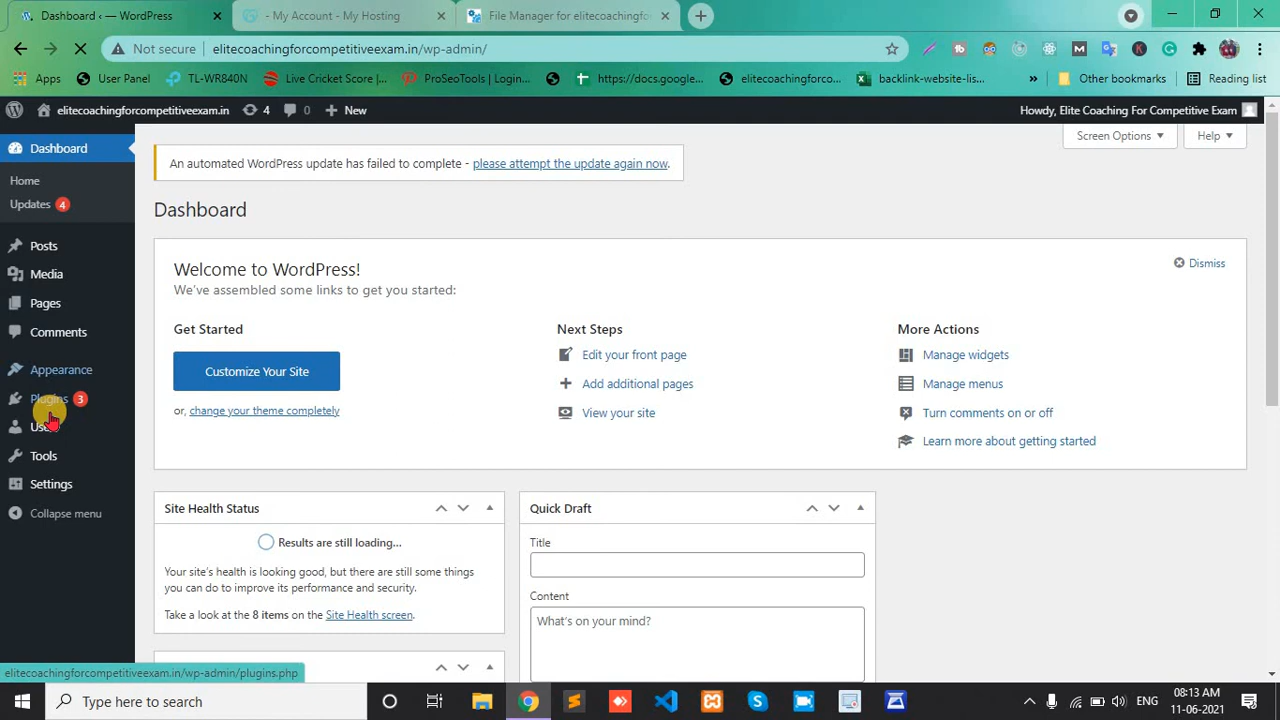 Dashboard ‹ — WordPress
- My Account - My Hosting
File Manager for elitecoachingfor
Not secure
elitecoachingforcompetitiveexam.in/wp-admin/
Apps
User Panel
TL-WR840N
Live Cricket Score |...
ProSeoTools | Login...
https://docs.google...
elitecoachingforco...
backlink-website-lis...
»
Other bookmarks
Reading list
elitecoachingforcompetitiveexam.in
4
0
New
Howdy, Elite Coaching For Competitive Exam
Screen Options
Help
Dashboard
Home
Updates 4
Posts
Media
Pages
Comments
Appearance
Plugins 3
Tools
Settings
Collapse menu
An automated WordPress update has failed to complete - please attempt the update again now.
Dashboard
Welcome to WordPress!
We've assembled some links to get you started:
Dismiss
Get Started
Customize Your Site
or, change your theme completely
Next Steps
Edit your front page
Add additional pages
View your site
More Actions
Manage widgets
Manage menus
Turn comments on or off
Learn more about getting started
Site Health Status
Results are still loading...
Your site's health is looking good, but there are still some things
you can do to improve its performance and security.
Take a look at the 8 items on the Site Health screen.
Quick Draft
Title
Content
What's on your mind?
elitecoachingforcompetitiveexam.in/wp-admin/plugins.php
Type here to search
ENG
08:13 AM
11-06-2021